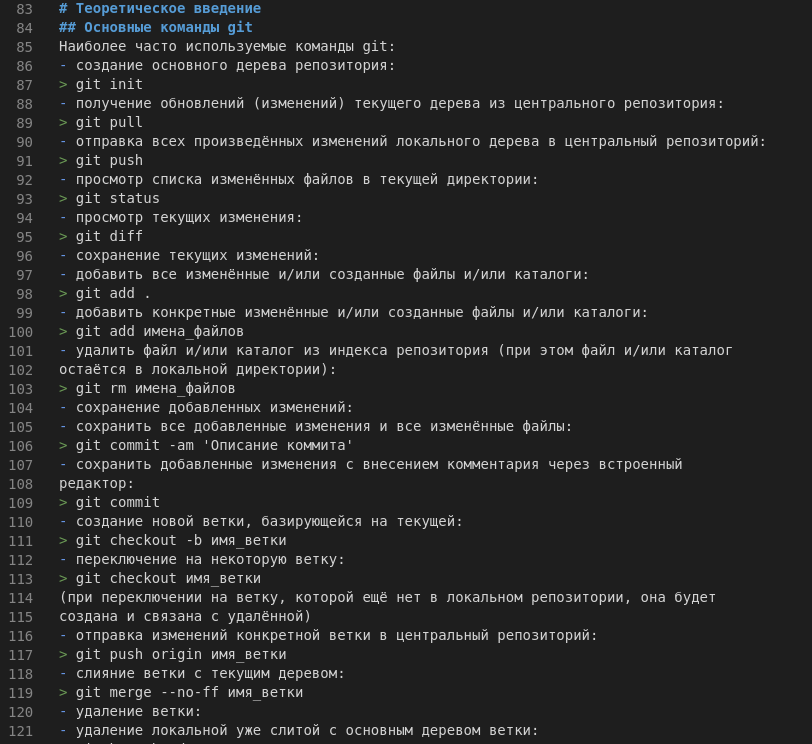 83 # Теоретическое введение
84 ## Основные команды git
85 Наиболее часто используемые команды git:
86 - создание основного дерева репозитория:
87 > git init
88 - получение обновлений (изменений) текущего дерева из центрального репозитория:
89 > git pull
90 - отправка всех произведённых изменений локального дерева в центральный репозиторий:
91 > git push
92 - просмотр списка изменённых файлов в текущей директории:
93 > git status
94 - просмотр текущих изменения:
95 > git diff
96 - сохранение текущих изменений:
97 - добавить все изменённые и/или созданные файлы и/или каталоги:
98 > git add .
99 - добавить конкретные изменённые и/или созданные файлы и/или каталоги:
100 > git add имена_файлов
101 - удалить файл и/или каталог из индекса репозитория (при этом файл и/или каталог
102 остаётся в локальной директории):
103 > git rm имена_файлов
104 - сохранение добавленных изменений:
105 - сохранить все добавленные изменения и все изменённые файлы:
106 > git commit -am 'Описание коммита'
107 - сохранить добавленные изменения с внесением комментария через встроенный
108 редактор:
109 > git commit
110 - создание новой ветки, базирующейся на текущей:
111 > git checkout -b имя_ветки
112 - переключение на некоторую ветку:
113 > git checkout имя_ветки
114 (при переключении на ветку, которой ещё нет в локальном репозитории, она будет
115 создана и связана с удалённой)
116 - отправка изменений конкретной ветки в центральный репозиторий:
117 > git push origin имя_ветки
118 - слияние ветки с текущим деревом:
119 > git merge --no-ff имя_ветки
120 - удаление ветки:
121 - удаление локальной уже слитой с основным деревом ветки: